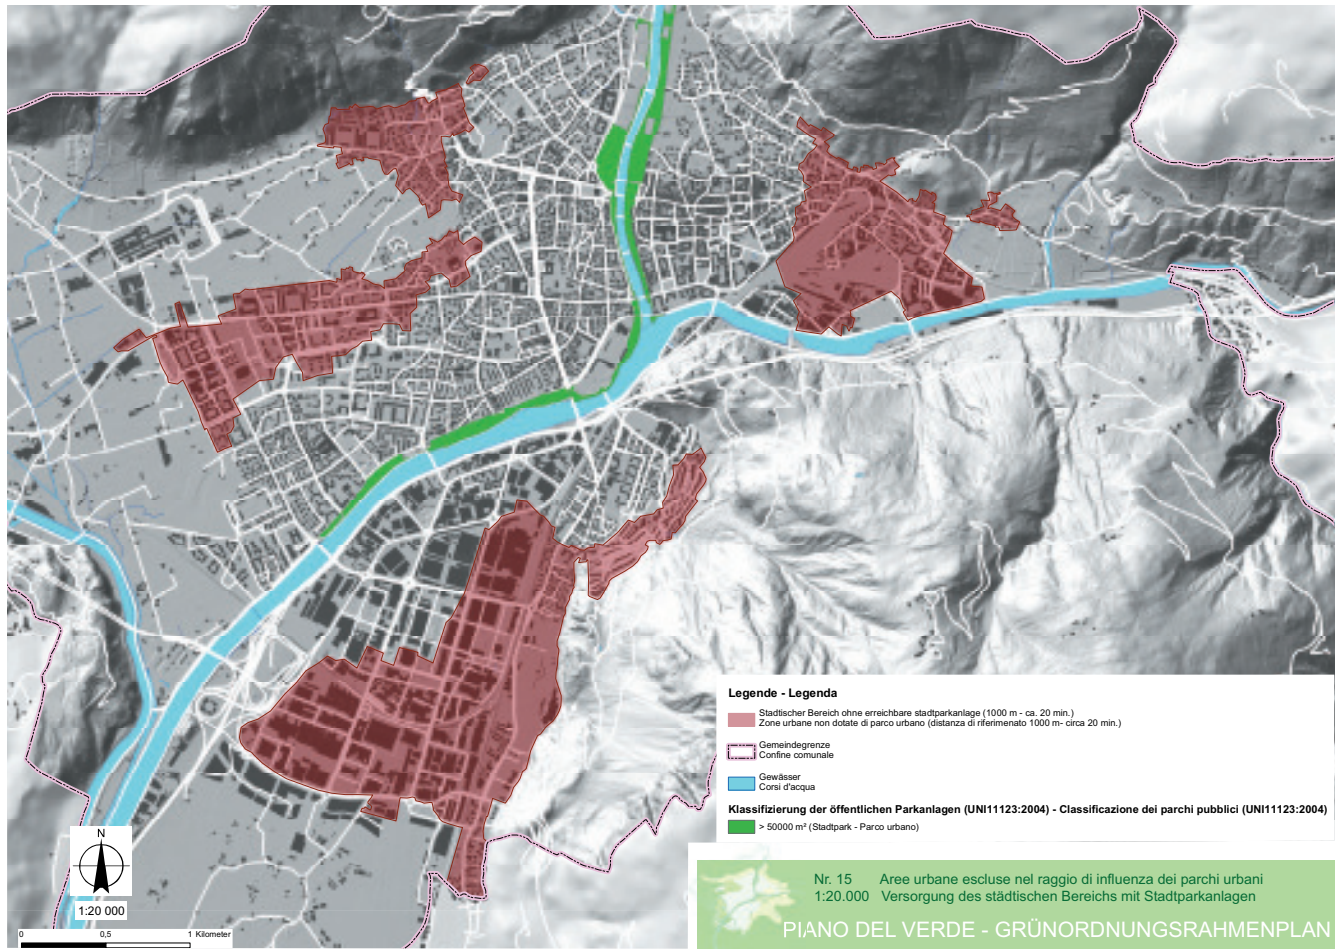 Legende - Legenda
Stadtischer Bereich ohne erreichbare stadtparkanlage (1000 m - ca. 20 min.)
Zone urbane non dotate di parco urbano (distanza di riferimenato 1000 m- circa 20 min.)
Gemeindegrenze
Confine comunale
Gewässer
Corsi d'acqua
Klassifizierung der öffentlichen Parkanlagen (UNI11123:2004) - Classificazione dei parchi pubblici (UNI11123:2004)
> 50000 m² (Stadtpark - Parco urbano)
N
1:20 000
0 0,5 1 Kilometer
Nr. 15 Aree urbane escluse nel raggio di influenza dei parchi urbani
1:20.000 Versorgung des städtischen Bereichs mit Stadtparkanlagen
PIANO DEL VERDE - GRÜNORDNUNGSRAHMENPLAN